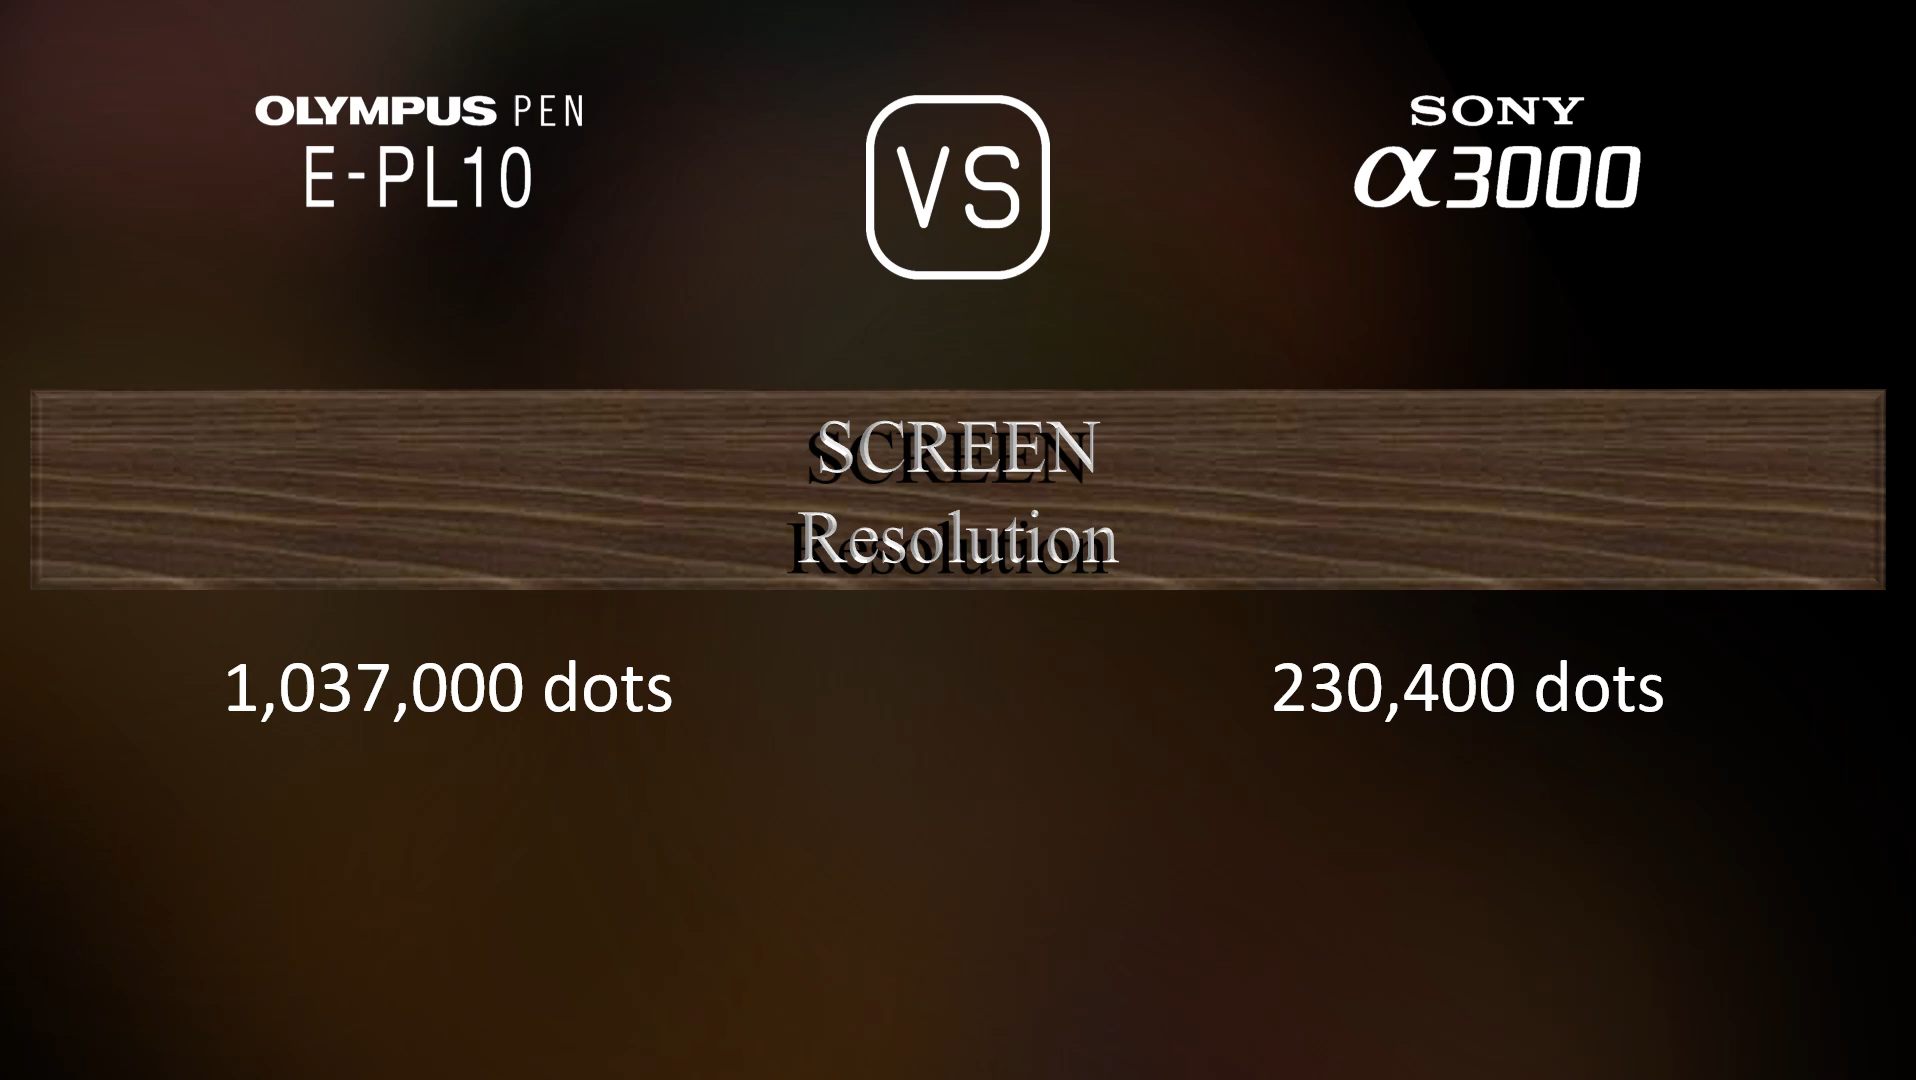 OLYMPUS PEN
E-PL10
VS
SONY
α3000
SCREEN
Resolution
1,037,000 dots
230,400 dots